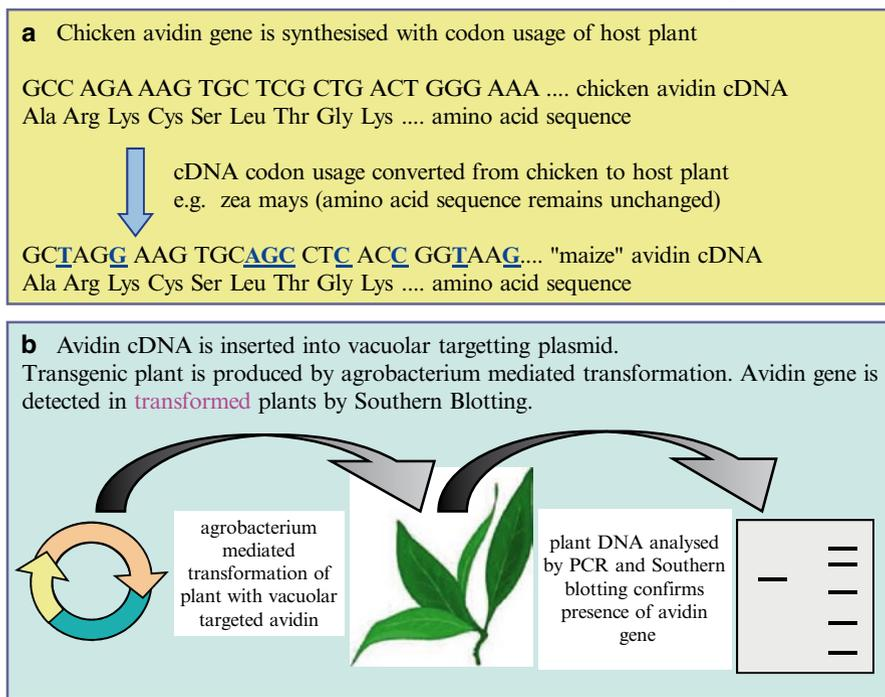 a Chicken avidin gene is synthesised with codon usage of host plant
GCC AGA AAG TGC TCG CTG ACT GGG AAA .... chicken avidin cDNA
Ala Arg Lys Cys Ser Leu Thr Gly Lys .... amino acid sequence
cDNA codon usage converted from chicken to host plant
e.g. zea mays (amino acid sequence remains unchanged)
GCTAGG AAG TGCAGC CTC ACC GGTAAG.... "maize" avidin cDNA
Ala Arg Lys Cys Ser Leu Thr Gly Lys .... amino acid sequence
b Avidin cDNA is inserted into vacuolar targetting plasmid.
Transgenic plant is produced by agrobacterium mediated transformation. Avidin gene is
detected in transformed plants by Southern Blotting.
agrobacterium
mediated
transformation of
plant with vacuolar
targeted avidin
plant DNA analysed
by PCR and Southern
blotting confirms
presence of avidin
gene